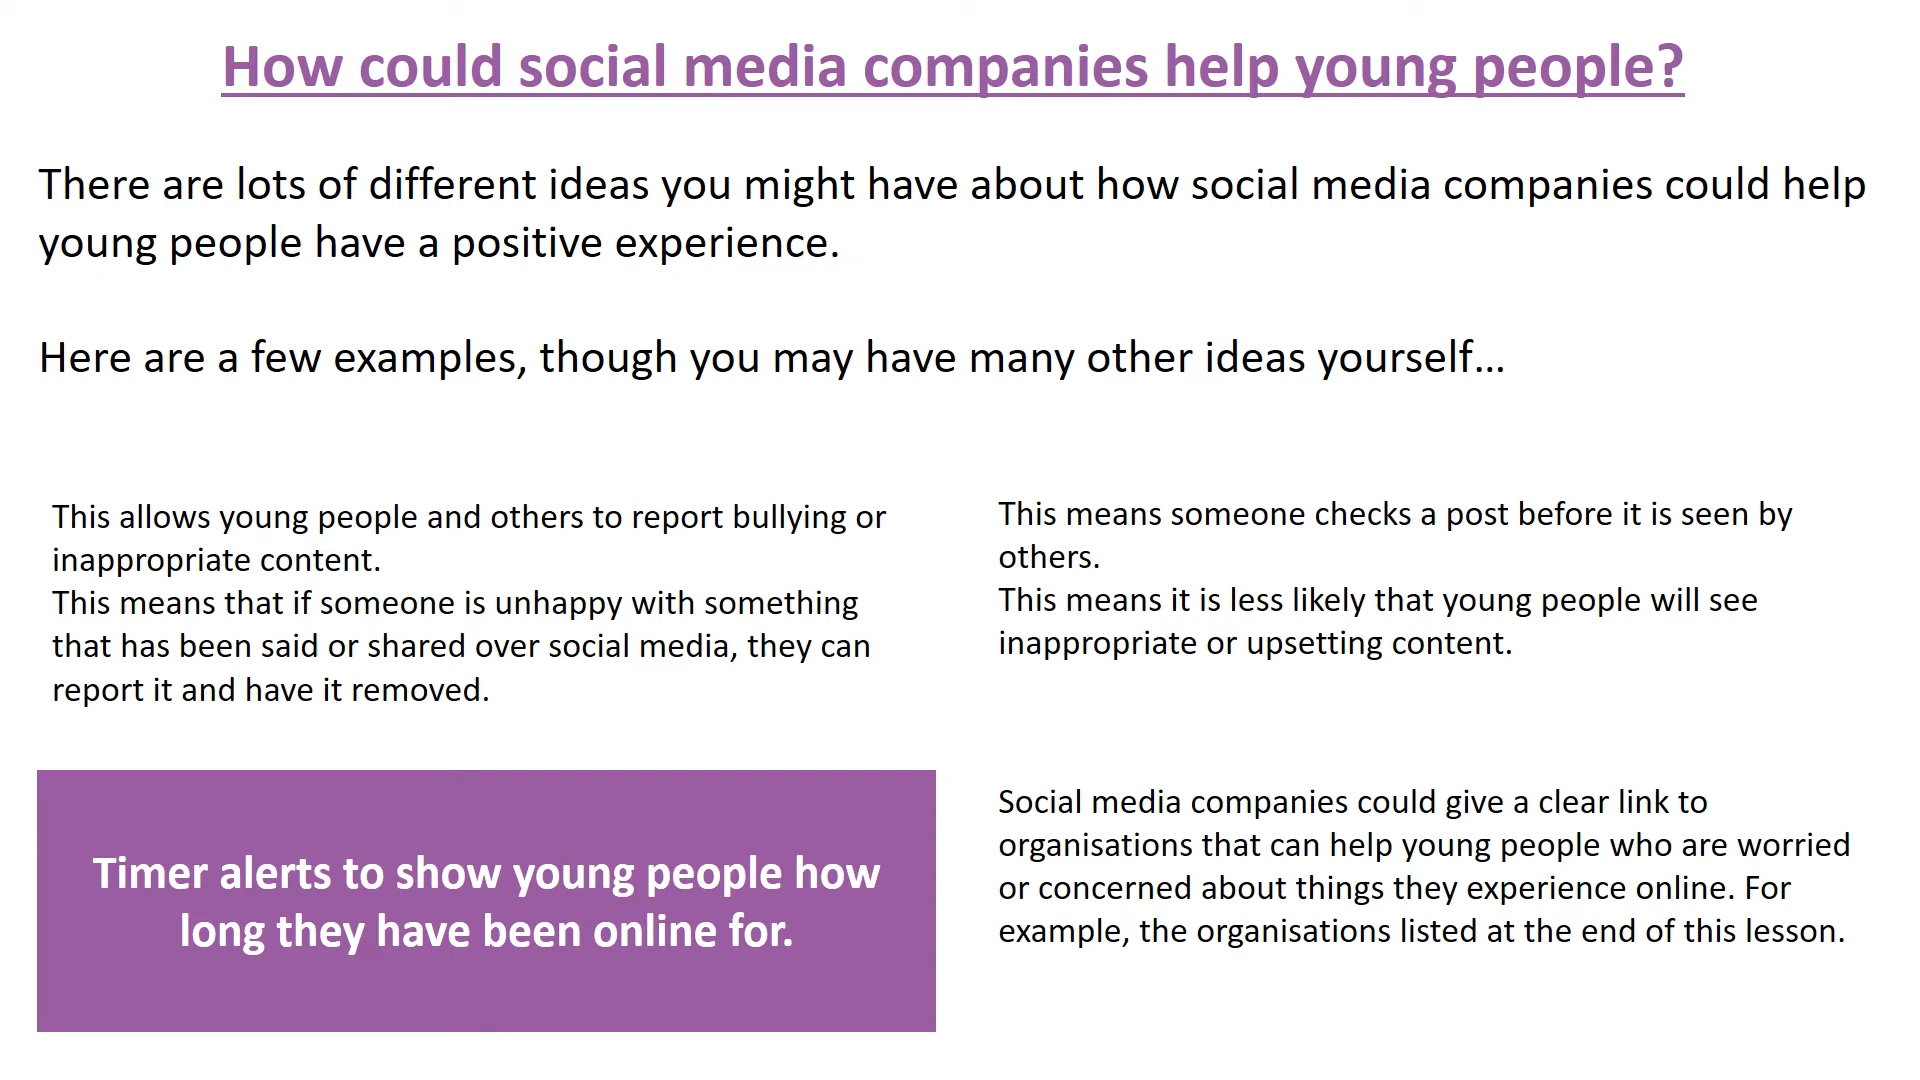 How could social media companies help young people?
There are lots of different ideas you might have about how social media companies could help
young people have a positive experience.
Here are a few examples, though you may have many other ideas yourself...
This allows young people and others to report bullying or
inappropriate content.
This means that if someone is unhappy with something
that has been said or shared over social media, they can
report it and have it removed.
This means someone checks a post before it is seen by
others.
This means it is less likely that young people will see
inappropriate or upsetting content.
Timer alerts to show young people how
long they have been online for.
Social media companies could give a clear link to
organisations that can help young people who are worried
or concerned about things they experience online. For
example, the organisations listed at the end of this lesson.